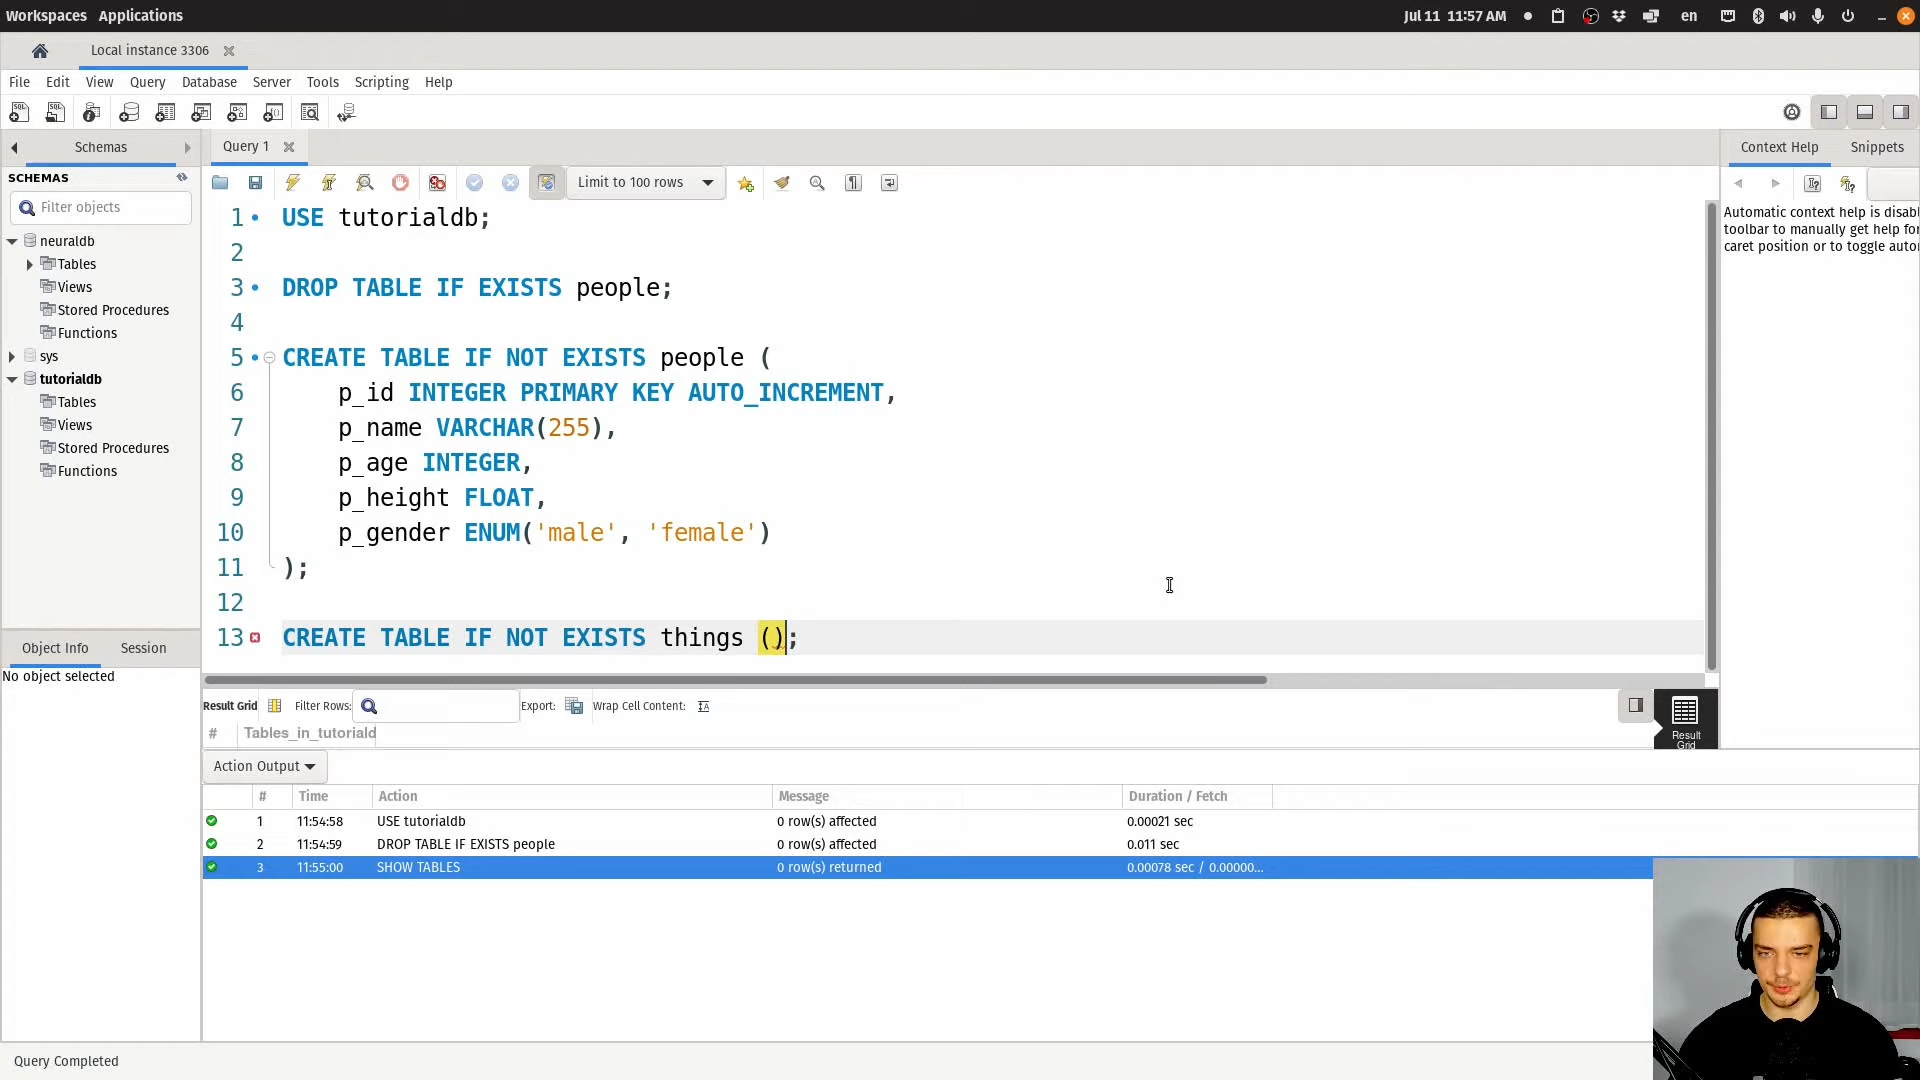 Workspaces Applications Jul 11 11:57 AM en
Local instance 3306
File Edit View Query Database Server Tools Scripting Help
Schemas
Query 1
Context Help Snippets
SCHEMAS
Limit to 100 rows
Filter objects
neuraldb
Tables
Views
Stored Procedures
Functions
sys
tutorialdb
Tables
Views
Stored Procedures
Functions
1 USE tutorialdb;
2
3 DROP TABLE IF EXISTS people;
4
5 CREATE TABLE IF NOT EXISTS people (
6 p_id INTEGER PRIMARY KEY AUTO_INCREMENT,
7 p_name VARCHAR(255),
8 p_age INTEGER,
9 p_height FLOAT,
10 p_gender ENUM('male', 'female')
11 );
12
13 CREATE TABLE IF NOT EXISTS things ();
Automatic context help is disabl
toolbar to manually get help for
caret position or to toggle auto
Object Info Session
No object selected
Result Grid Filter Rows: Export: Wrap Cell Content:
# Tables_in_tutoriald
Result
Grid
Action Output
# Time Action Message Duration / Fetch
1 11:54:58 USE tutorialdb 0 row(s) affected 0.00021 sec
2 11:54:59 DROP TABLE IF EXISTS people 0 row(s) affected 0.011 sec
3 11:55:00 SHOW TABLES 0 row(s) returned 0.00078 sec / 0.00000...
Query Completed